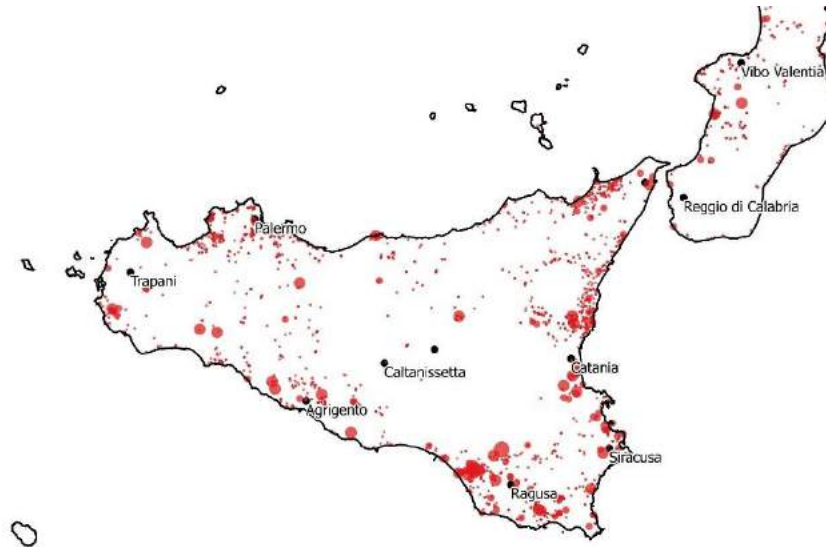 Vibo Valentia
Reggio di Calabria
Palermo
Trapani
Caltanissetta
Catania
Agrigento
Siracusa
Ragusa